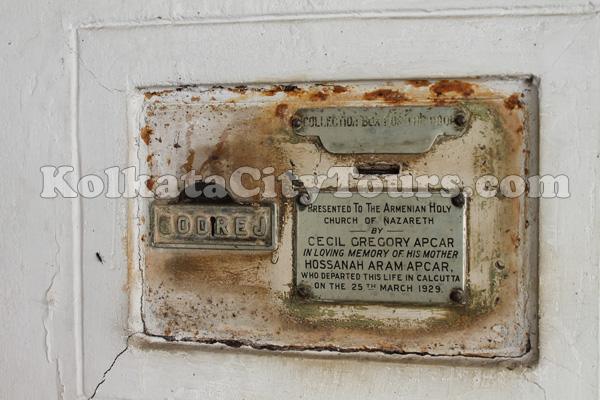 COLLECTION BOX FOR THE POOR
KolkataCityTours.com
GODREJ
PRESENTED TO THE ARMENIAN HOLY
CHURCH OF NAZARETH
BY
CECIL GREGORY APCAR
IN LOVING MEMORY OF HIS MOTHER
HOSSANAH ARAM APCAR,
WHO DEPARTED THIS LIFE IN CALCUTTA
ON THE 25TH MARCH 1929.